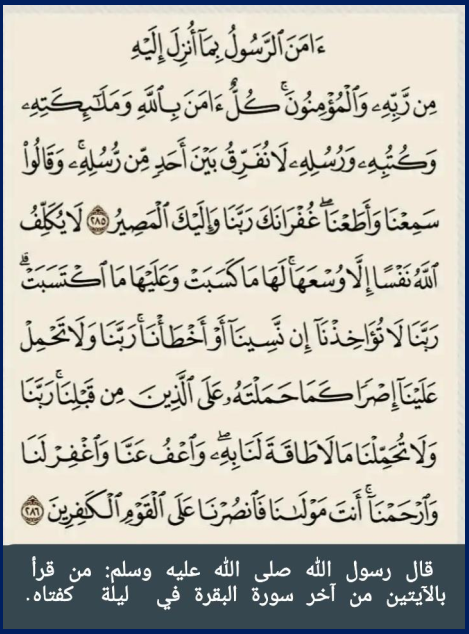 ءَامَنَ ٱلرَّسُولُ بِمَآ أُنزِلَ إِلَيْهِ
مِن رَّبِّهِۦ وَٱلْمُؤْمِنُونَۚ كُلٌّ ءَامَنَ بِٱللَّهِ وَمَلَـٰٓئِكَتِهِۦ
وَكُتُبِهِۦ وَرُسُلِهِۦ لَا نُفَرِّقُ بَيْنَ أَحَدٍ مِّن رُّسُلِهِۦۚ وَقَالُوا۟
سَمِعْنَا وَأَطَعْنَاۖ غُفْرَانَكَ رَبَّنَا وَإِلَيْكَ ٱلْمَصِيرُ ٢٨٥ لَا يُكَلِّفُ
ٱللَّهُ نَفْسًا إِلَّا وُسْعَهَاۚ لَهَا مَا كَسَبَتْ وَعَلَيْهَا مَا ٱكْتَسَبَتْۗ
رَبَّنَا لَا تُؤَاخِذْنَآ إِن نَّسِينَآ أَوْ أَخْطَأْنَاۚ رَبَّنَا وَلَا تَحْمِلْ
عَلَيْنَآ إِصْرًا كَمَا حَمَلْتَهُۥ عَلَى ٱلَّذِينَ مِن قَبْلِنَاۚ رَبَّنَا
وَلَا تُحَمِّلْنَا مَا لَا طَاقَةَ لَنَا بِهِۦۖ وَٱعْفُ عَنَّا وَٱغْفِرْ لَنَا
وَٱرْحَمْنَآۚ أَنتَ مَوْلَىٰنَا فَٱنصُرْنَا عَلَى ٱلْقَوْمِ ٱلْكَـٰفِرِينَ ٢٨٦
قال رسول الله صلى الله عليه وسلم: من قرأ
بالآيتين من آخر سورة البقرة في ليلة كفتاه.